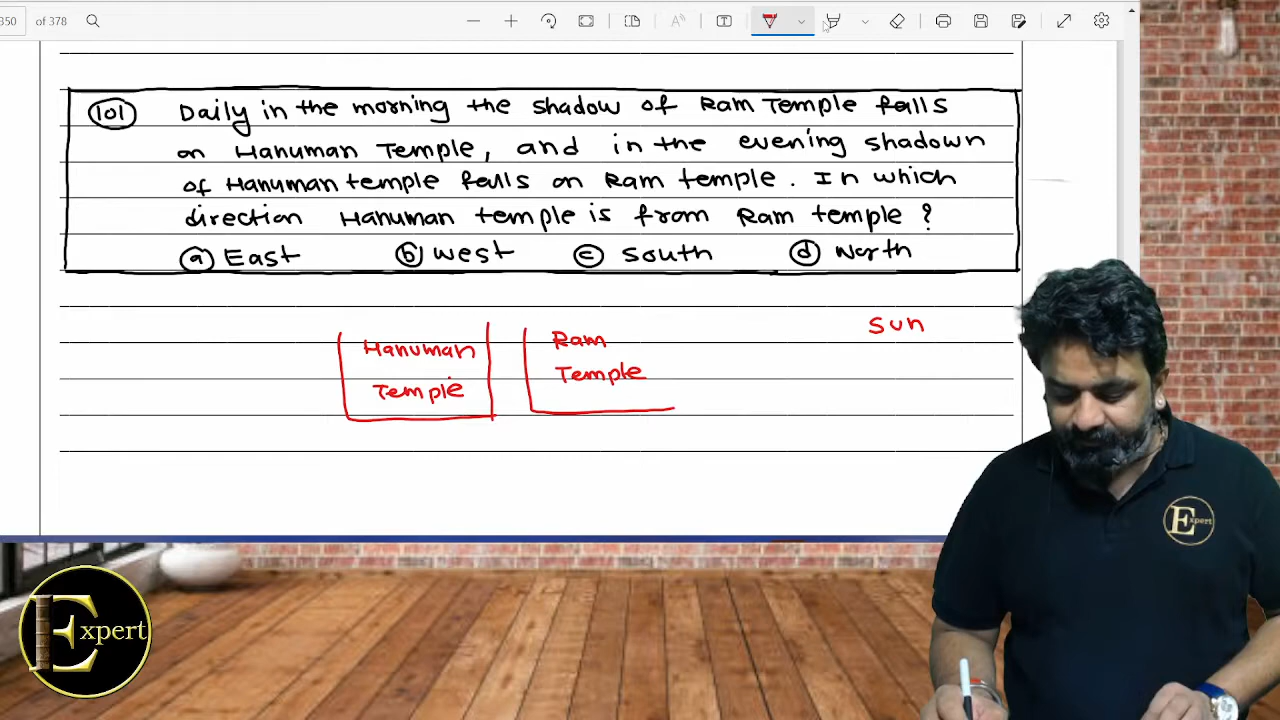 350 of 378
101 Daily in the morning the shadow of Ram Temple falls
on Hanuman Temple, and in the evening shadown
of Hanuman temple falls on Ram temple. In which
direction Hanuman temple is from Ram temple ?
a East b West c South d North
Sun
Hanuman
Temple
Ram
Temple
Expert
Expert